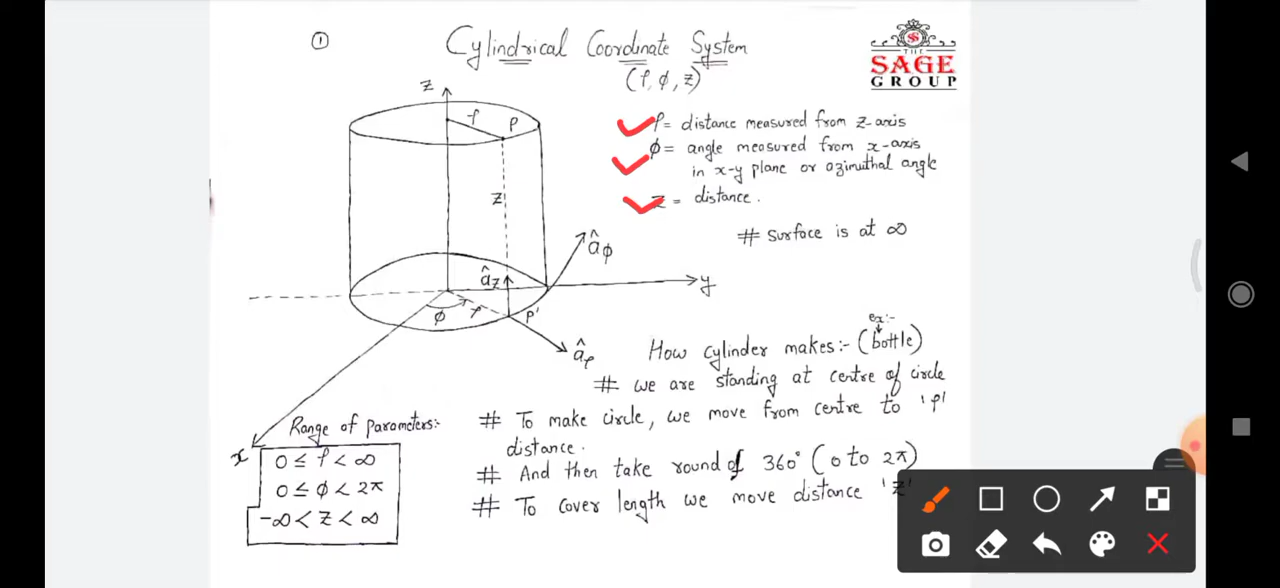 ①
Cylindrical Coordinate System
(ρ, ϕ, z)
THE
SAGE
GROUP
ρ = distance measured from z-axis
ϕ = angle measured from x-axis
in x-y plane or azimuthal angle
z = distance.
# surface is at ∞
z
ρ
P
z
âϕ
âz
y
ϕ
ρ
P'
âρ
x
How cylinder makes:- (bottle)
ex:-
# we are standing at centre of circle
# To make circle, we move from centre to 'ρ'
distance.
# And then take round of 360° (0 to 2π)
# To cover length we move distance 'z'
Range of parameters:-
0 ≤ ρ < ∞
0 ≤ ϕ < 2π
-∞ < z < ∞